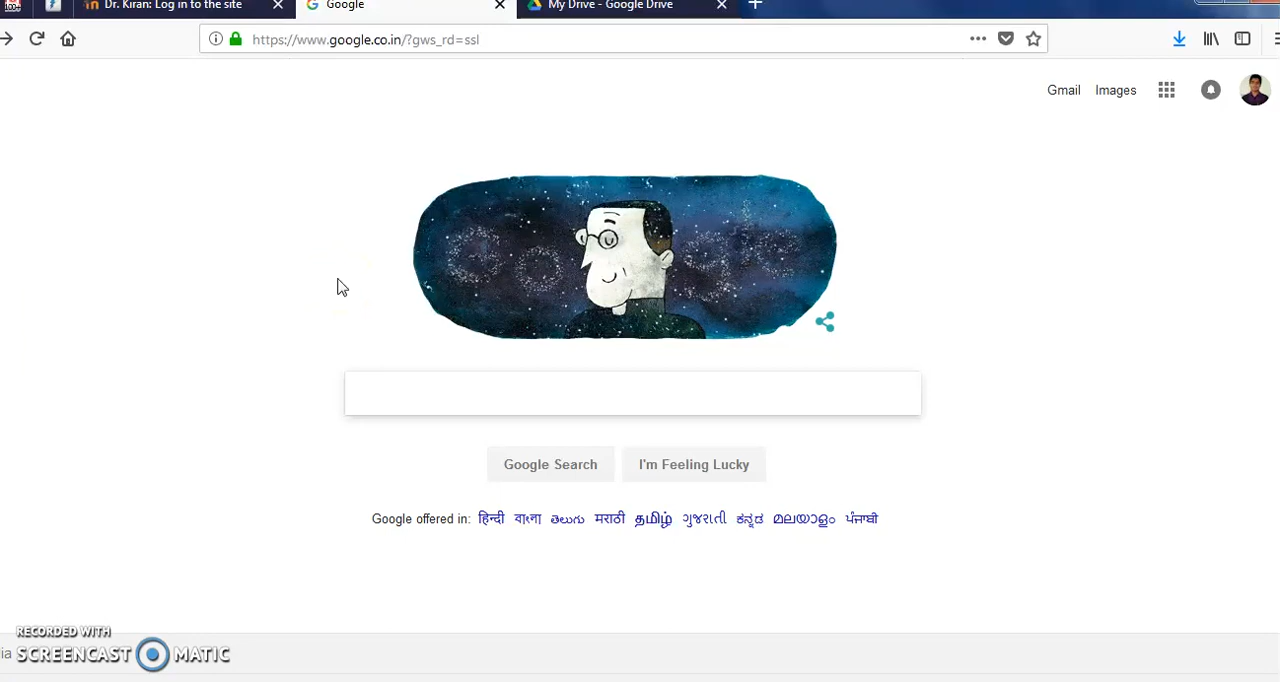 100+
Dr. Kiran: Log in to the site
Google
My Drive - Google Drive
https://www.google.co.in/?gws_rd=ssl
Gmail Images
Google Search I'm Feeling Lucky
Google offered in: हिन्दी বাংলা తెలుగు मराठी தமிழ் ગુજરાતી ಕನ್ನಡ മലയാളം ਪੰਜਾਬੀ
RECORDED WITH
ia SCREENCAST MATIC